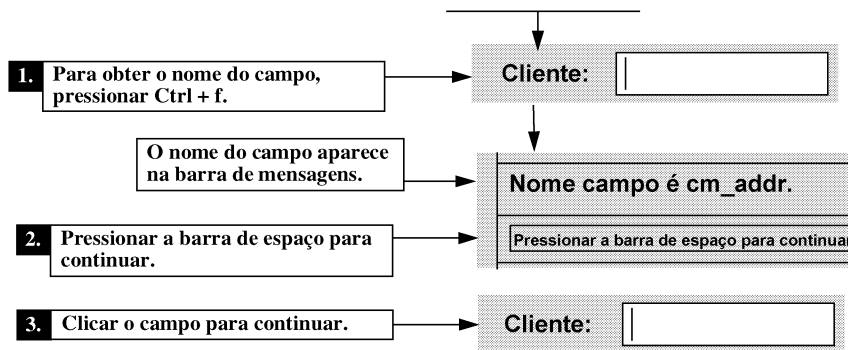 1. Para obter o nome do campo,
pressionar Ctrl + f.
Cliente:
O nome do campo aparece
na barra de mensagens.
Nome campo é cm_addr.
2. Pressionar a barra de espaço para
continuar.
Pressionar a barra de espaço para continuar
3. Clicar o campo para continuar.
Cliente: